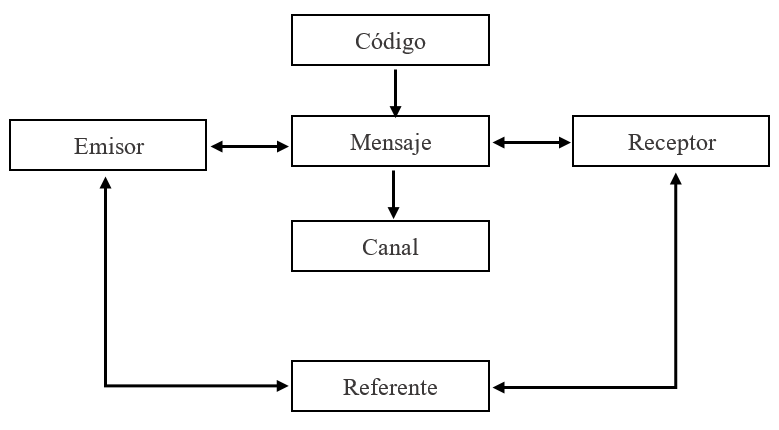 Código
Emisor
Mensaje
Receptor
Canal
Referente